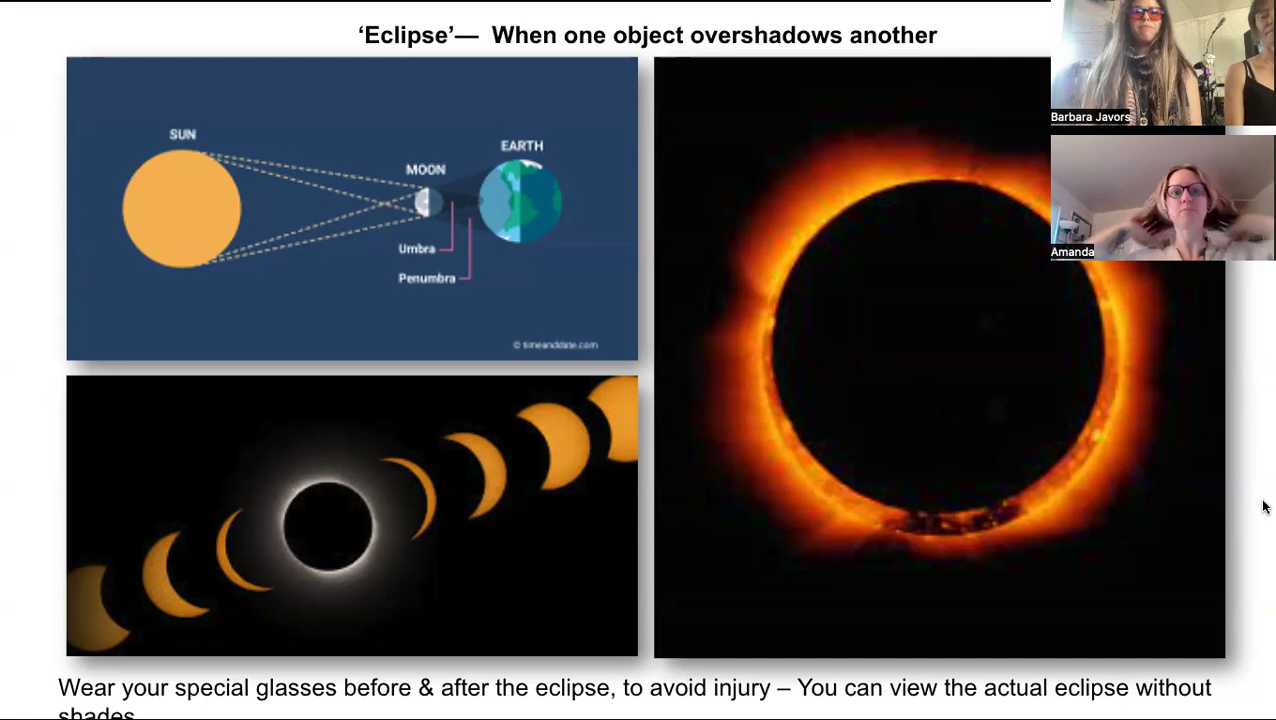 ‘Eclipse’— When one object overshadows another
SUN
EARTH
MOON
Umbra
Penumbra
© timeanddate.com
Barbara Javors
Amanda
Wear your special glasses before & after the eclipse, to avoid injury – You can view the actual eclipse without
shades